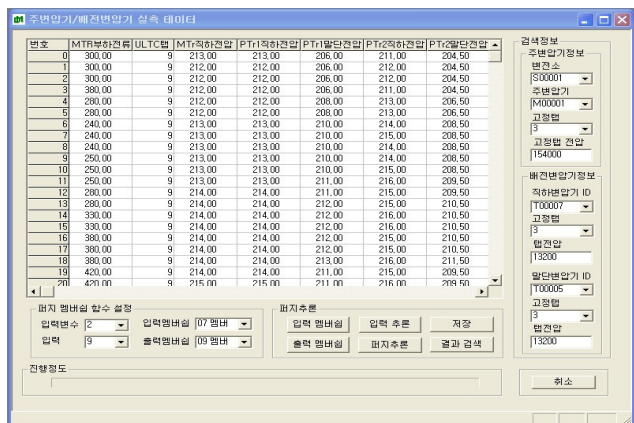 주변압기/배전변압기 실측 데이터
번호 MTR부하전류 ULTC탭 MTr직하전압 PTr1직하전압 PTr1말단전압 PTr2직하전압 PTr2말단전압
0 300,00 9 213,00 213,00 206,00 211,00 204,50
1 300,00 9 212,00 212,00 206,00 212,00 204,50
2 300,00 9 212,00 212,00 206,00 212,00 204,50
3 380,00 9 212,00 212,00 206,00 211,00 204,50
4 280,00 9 212,00 212,00 208,00 213,00 206,50
5 280,00 9 212,00 212,00 208,00 213,00 206,50
6 240,00 9 213,00 213,00 210,00 214,00 208,50
7 240,00 9 213,00 213,00 210,00 215,00 208,50
8 240,00 9 213,00 213,00 210,00 214,00 208,50
9 250,00 9 213,00 213,00 210,00 214,00 208,50
10 250,00 9 213,00 213,00 210,00 215,00 208,50
11 250,00 9 213,00 213,00 211,00 216,00 209,50
12 280,00 9 214,00 214,00 211,00 215,00 209,50
13 280,00 9 214,00 214,00 212,00 215,00 210,50
14 330,00 9 214,00 214,00 212,00 216,00 210,50
15 330,00 9 214,00 214,00 212,00 216,00 210,50
16 380,00 9 214,00 214,00 212,00 215,00 210,50
17 380,00 9 214,00 214,00 212,00 216,00 210,50
18 380,00 9 214,00 214,00 213,00 216,00 211,50
19 420,00 9 214,00 214,00 211,00 215,00 209,50
20 420,00 9 215,00 215,00 211,00 216,00 209,50
검색정보
주변압기정보
변전소
S00001
주변압기
M00001
고정탭
3
고정탭 전압
154000
배전변압기정보
직하변압기 ID
T00007
고정탭
3
탭전압
13200
말단변압기 ID
T00005
고정탭
3
탭전압
13200
퍼지 멤버쉽 함수 설정
입력변수 2 입력멤버쉽 07 멤버
입력 9 출력멤버쉽 09 멤버
퍼지추론
입력 멤버쉽 입력 추론 저장
출력 멤버쉽 퍼지추론 결과 검색
진행정도
취소